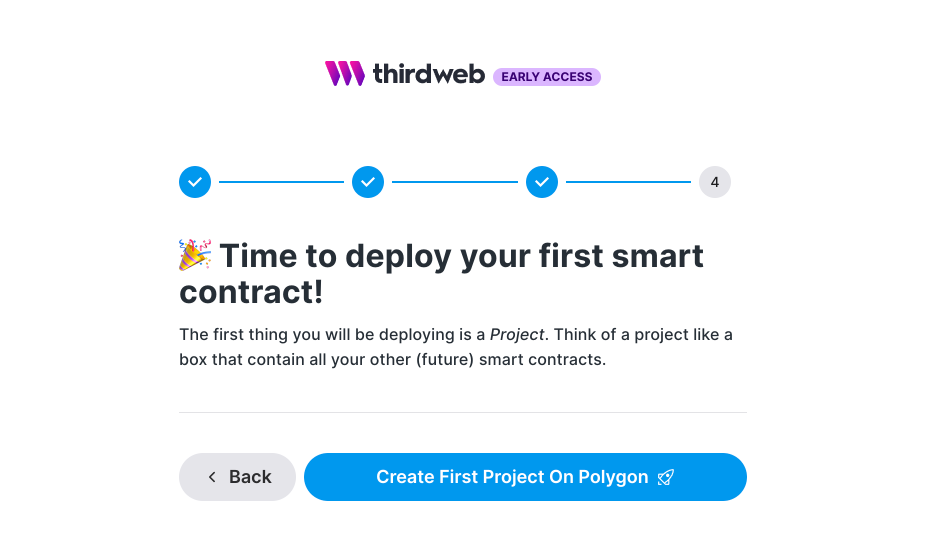 thirdweb EARLY ACCESS
4
🎉 Time to deploy your first smart
contract!
The first thing you will be deploying is a Project. Think of a project like a
box that contain all your other (future) smart contracts.
Back
Create First Project On Polygon